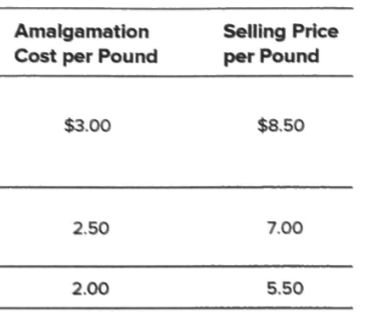 Amalgamation Selling Price
Cost per Pound per Pound
$3.00 $8.50
2.50 7.00
2.00 5.50